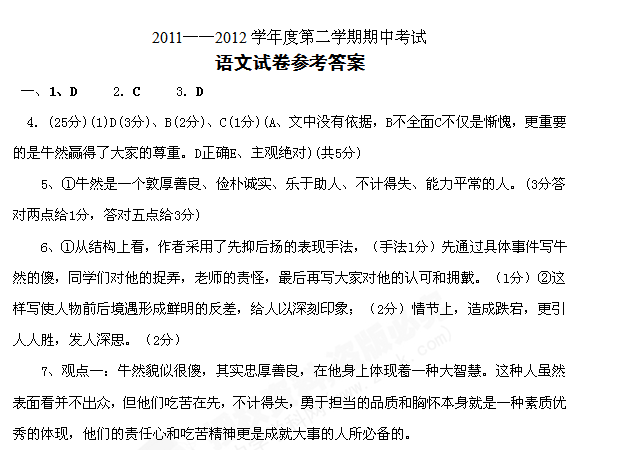 2011——2012学年度第二学期期中考试
语文试卷参考答案
一、1、D 2. C 3. D
4. (25分)(1)D(3分)、B(2分)、C(1分)(A、文中没有依据，B不全面C不仅是惭愧，更重要
的是牛然赢得了大家的尊重。D正确E、主观绝对)(共5分)
5、①牛然是一个敦厚善良、俭朴诚实、乐于助人、不计得失、能力平常的人。(3分答
对两点给1分，答对五点给3分)
6、①从结构上看，作者采用了先抑后扬的表现手法，（手法1分）先通过具体事件写牛
然的傻，同学们对他的捉弄，老师的责怪，最后再写大家对他的认可和拥戴。（1分）②这
样写使人物前后境遇形成鲜明的反差，给人以深刻印象；（2分）情节上，造成跌宕，更引
人人胜，发人深思。（2分）
7、观点一：牛然貌似很傻，其实忠厚善良，在他身上体现着一种大智慧。这种人虽然
表面看并不出众，但他们吃苦在先，不计得失，勇于担当的品质和胸怀本身就是一种素质优
秀的体现，他们的责任心和吃苦精神更是成就大事的人所必备的。